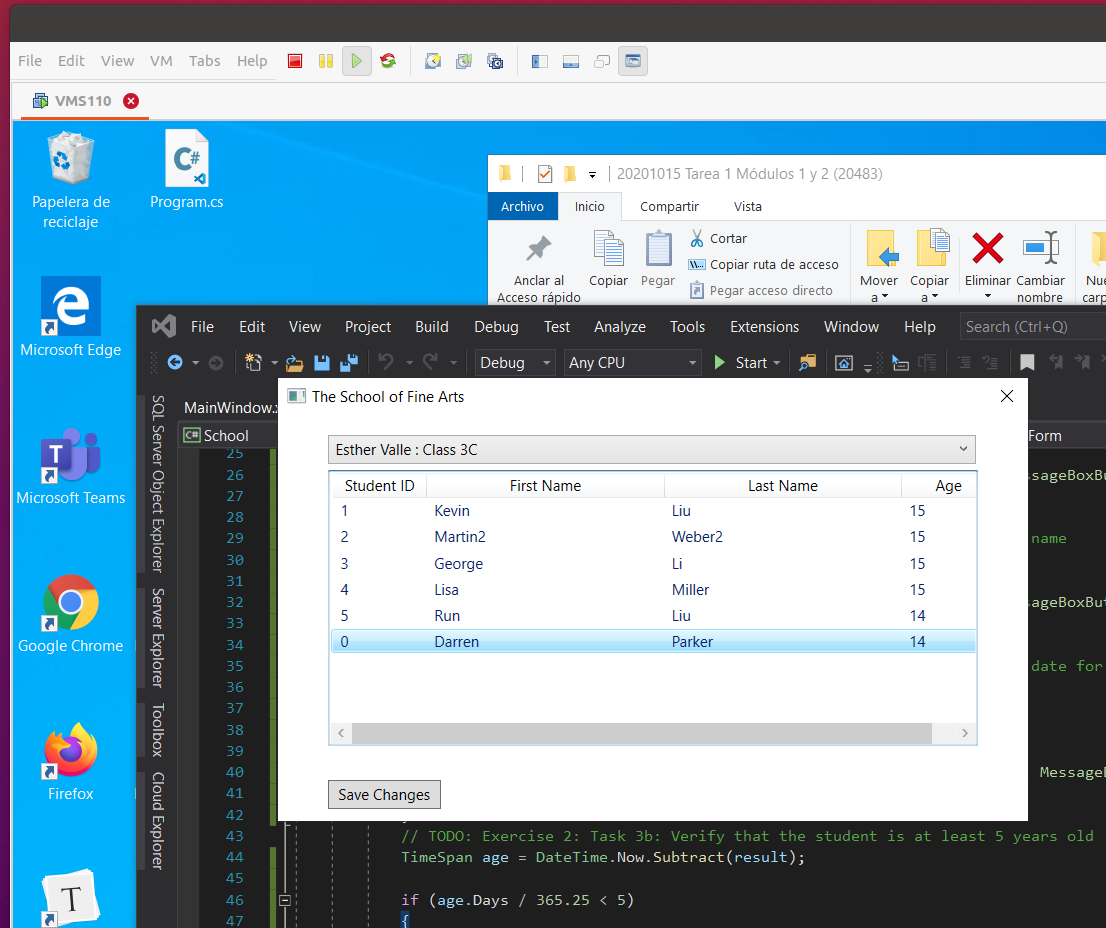 File Edit View VM Tabs Help
VMS110
Papelera de reciclaje
Program.cs
Microsoft Edge
Microsoft Teams
Google Chrome
Firefox
20201015 Tarea 1 Módulos 1 y 2 (20483)
Archivo Inicio Compartir Vista
Anclar al Acceso rápido
Copiar
Pegar
Cortar
Copiar ruta de acceso
Pegar acceso directo
Mover a
Copiar a
Eliminar
Cambiar nombre
File Edit View Project Build Debug Test Analyze Tools Extensions Window Help Search (Ctrl+Q)
Debug Any CPU Start
SQL Server Object Explorer
Server Explorer
Toolbox
Cloud Explorer
MainWindow.x
C# School
Form
The School of Fine Arts
Esther Valle : Class 3C
Student ID First Name Last Name Age
1 Kevin Liu 15
2 Martin2 Weber2 15
3 George Li 15
4 Lisa Miller 15
5 Run Liu 14
0 Darren Parker 14
Save Changes
25
26 ssageBoxBu
27
28
29 name
30
31
32 ssageBoxBu
33
34
35 date for
36
37
38
39
40 MessageB
41
42
43 // TODO: Exercise 2: Task 3b: Verify that the student is at least 5 years old
44 TimeSpan age = DateTime.Now.Subtract(result);
45
46 if (age.Days / 365.25 < 5)
47 {